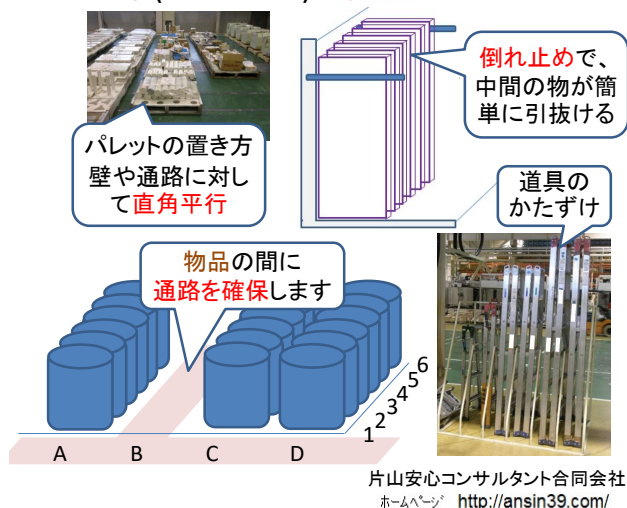 倒れ止めで、
中間の物が簡
単に引抜ける
パレットの置き方
壁や通路に対し
て直角平行
道具の
かたずけ
物品の間に
通路を確保します
1 2 3 4 5 6
A B C D
片山安心コンサルタント合同会社
ホームページ http://ansin39.com/